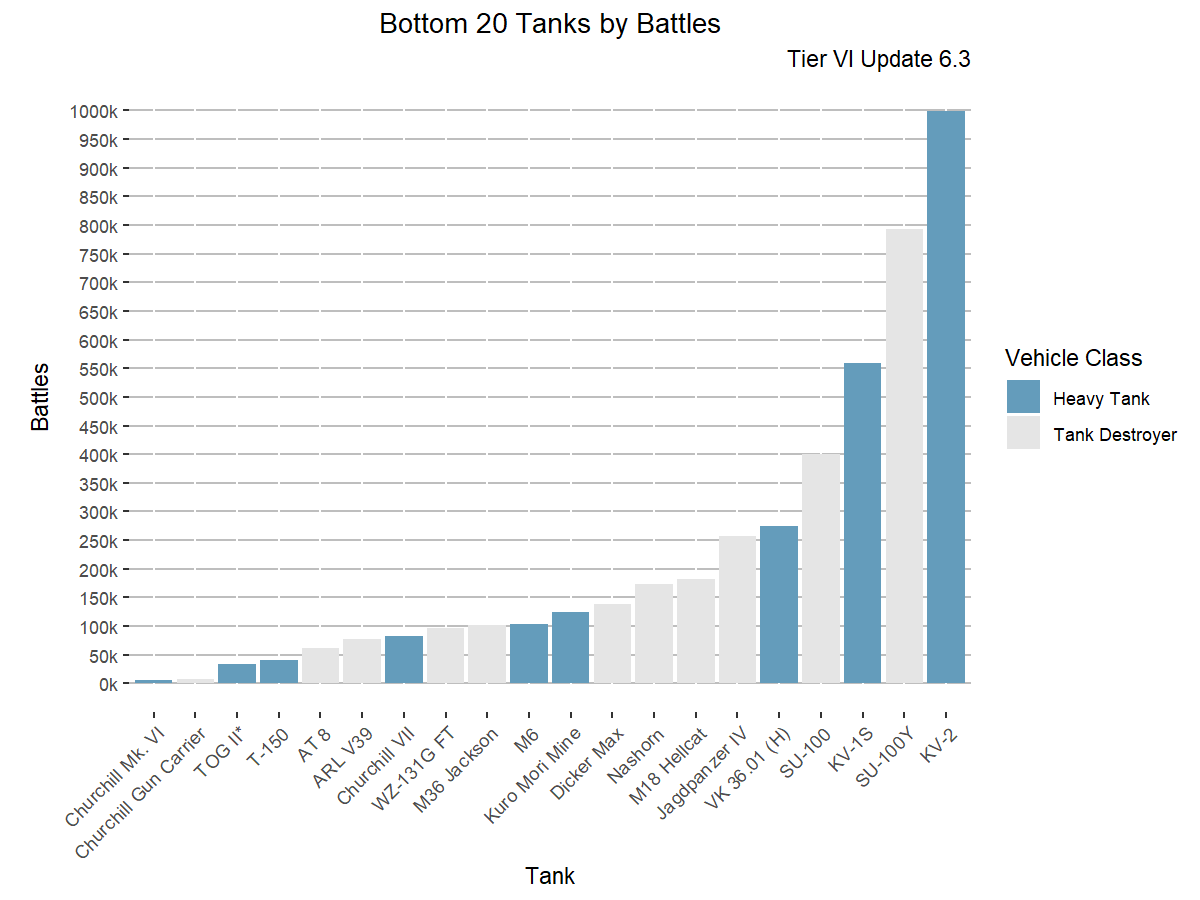 Bottom 20 Tanks by Battles
Tier VI Update 6.3
1000k
950k
900k
850k
800k
750k
700k
650k
600k
550k
500k
450k
400k
350k
300k
250k
200k
150k
100k
50k
0k
Battles
Churchill Mk. VI
Churchill Gun Carrier
TOG II*
T-150
AT 8
ARL V39
Churchill VII
WZ-131G FT
M36 Jackson
M6
Kuro Mori Mine
Dicker Max
Nashorn
M18 Hellcat
Jagdpanzer IV
VK 36.01 (H)
SU-100
KV-1S
SU-100Y
KV-2
Tank
Vehicle Class
Heavy Tank
Tank Destroyer